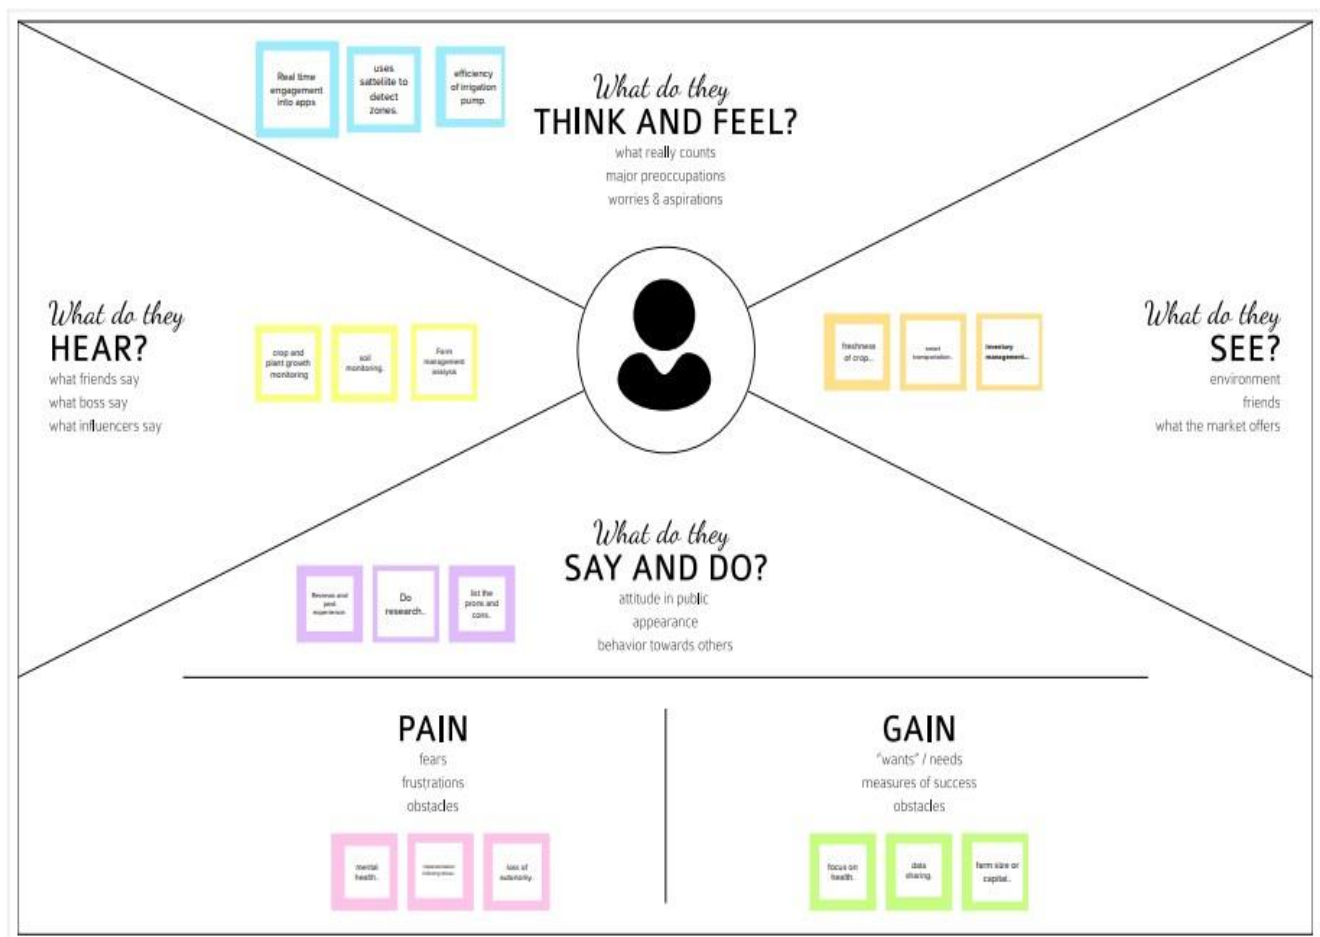 Real time
engagement
into apps
uses
sattelite to
detect
zones.
efficiency
of irrigation
pump.
What do they
THINK AND FEEL?
what really counts
major preoccupations
worries & aspirations
What do they
HEAR?
what friends say
what boss say
what influencers say
crop and
plant growth
monitoring
soil
monitoring.
Farm
management
analysis
freshness
of crop...
smart
transportation..
inventory
management...
What do they
SEE?
environment
friends
what the market offers
What do they
SAY AND DO?
attitude in public
appearance
behavior towards others
Reviews and
past
experience.
Do
research..
list the
prons and
cons.
PAIN
fears
frustrations
obstacles
mental
health..
loss of
autonomy.
GAIN
"wants" / needs
measures of success
obstacles
focus on
health.
data
sharing.
farm size or
capital..